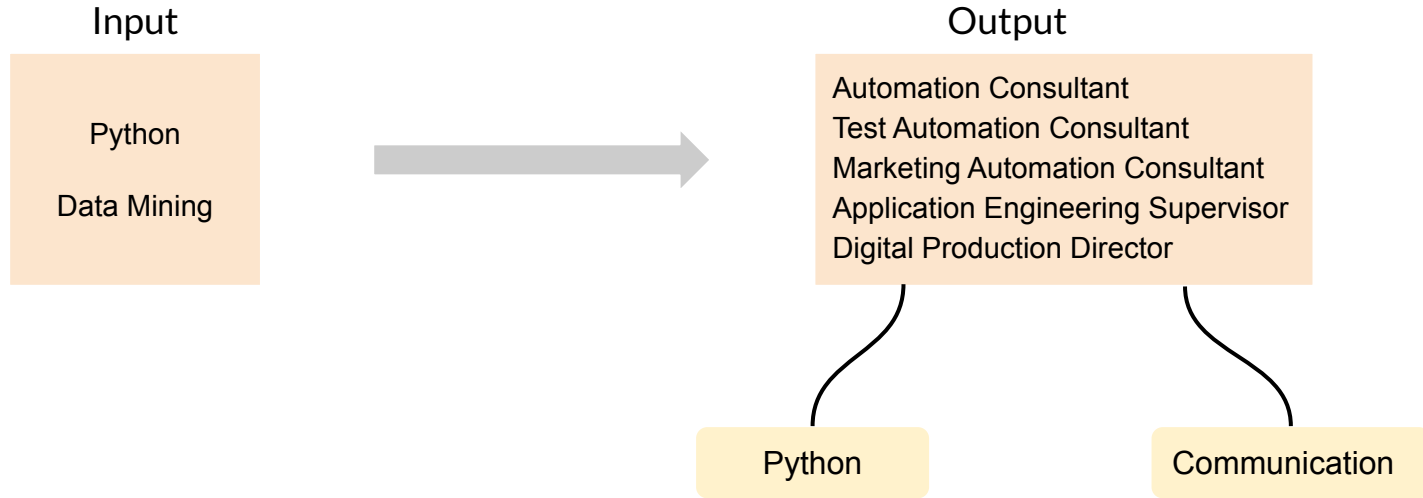 Input
Output
Python
Data Mining
Automation Consultant
Test Automation Consultant
Marketing Automation Consultant
Application Engineering Supervisor
Digital Production Director
Python
Communication